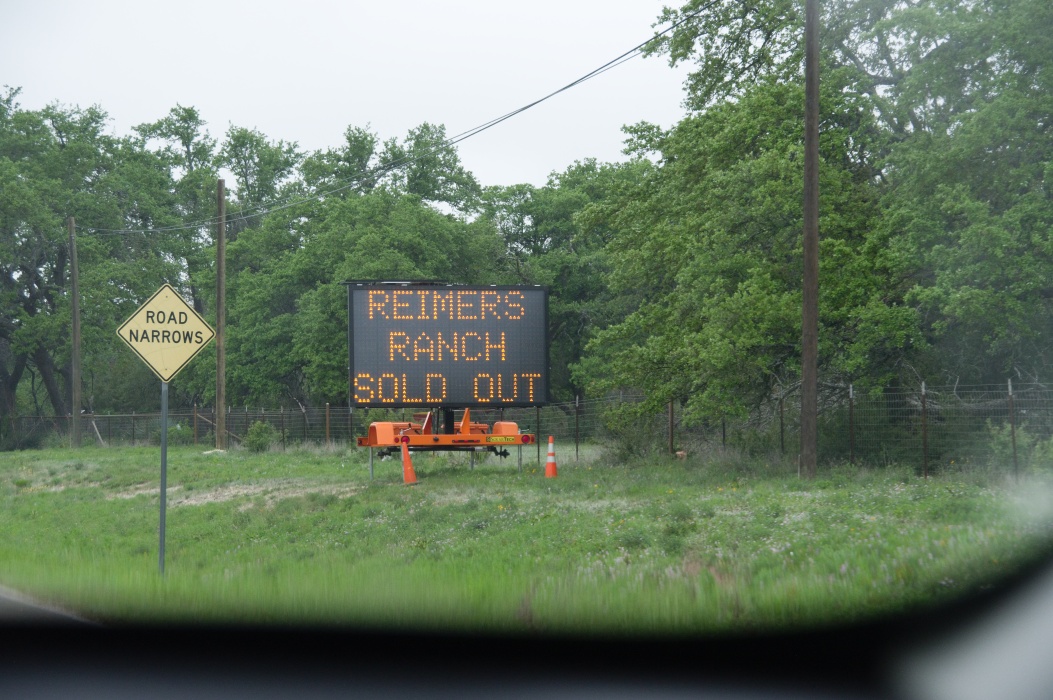 ROAD
NARROWS
REIMERS
RANCH
SOLD OUT